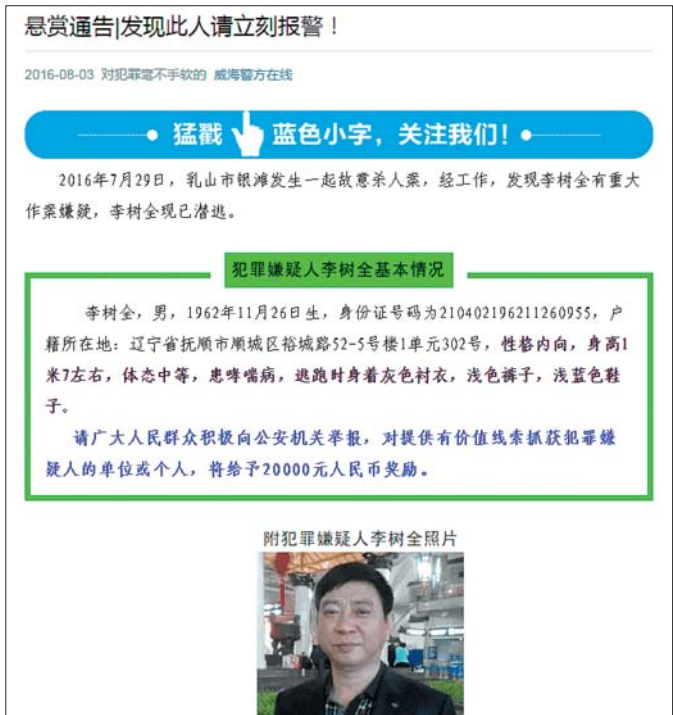 悬赏通告|发现此人请立刻报警！
2016-08-03 对犯罪毫不手软的 威海警方在线
猛戳 蓝色小字，关注我们！
2016年7月29日，乳山市银滩发生一起故意杀人案，经工作，发现李树全有重大
作案嫌疑，李树全现已潜逃。
犯罪嫌疑人李树全基本情况
李树全，男，1962年11月26日生，身份证号码为210402196211260955，户
籍所在地：辽宁省抚顺市顺城区裕城路52-5号楼1单元302号，性格内向，身高1
米7左右，体态中等，患哮喘病，逃跑时身着灰色衬衣，浅色裤子，浅蓝色鞋
子。
请广大人民群众积极向公安机关举报，对提供有价值线索抓获犯罪嫌
疑人的单位或个人，将给予20000元人民币奖励。
附犯罪嫌疑人李树全照片